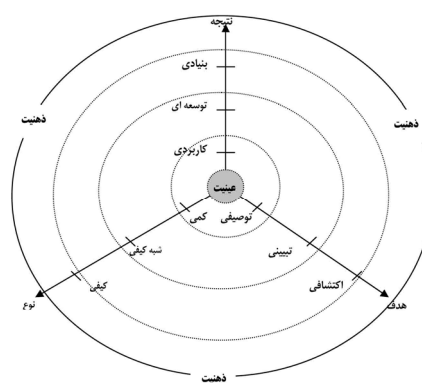 نتیجه
بنیادی
توسعه ای
ذهنیت
ذهنیت
کاربردی
عینیت
کمی
توصیفی
شبه کیفی
تبیینی
کیفی
اکتشافی
نوع
هدف
ذهنیت